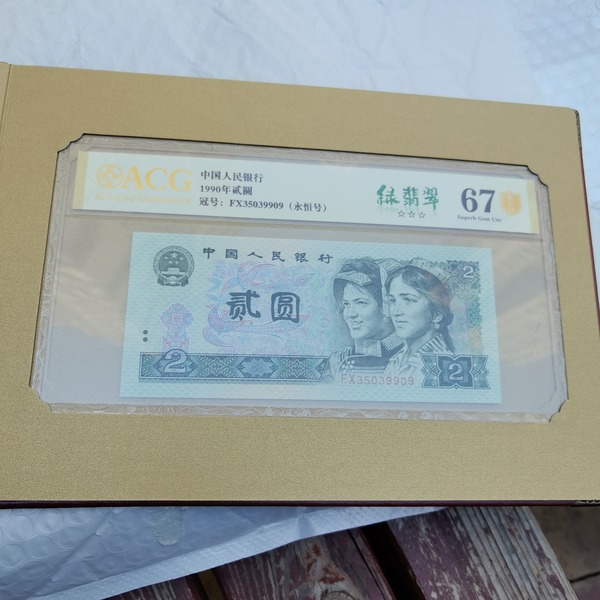 ACG
中国人民银行
1990年贰圆
冠号：FX35039909（永恒号）
绿翡翠
☆☆☆
67
Superb Gem Unc
中国人民银行
贰圆
2
2
FX35039909
2